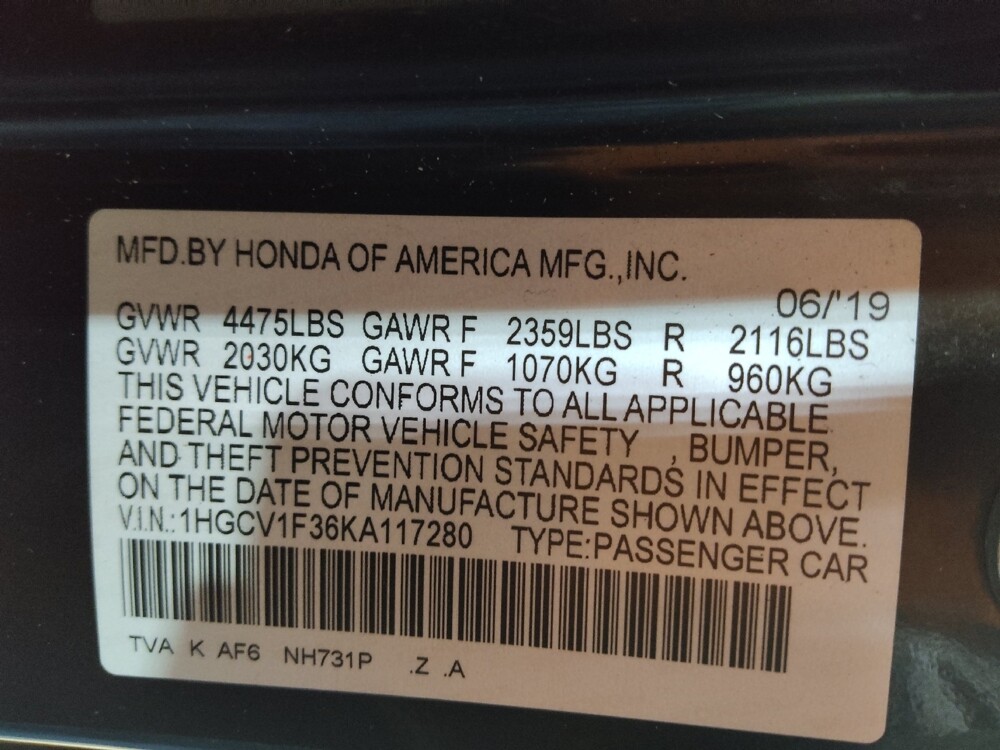 MFD.BY HONDA OF AMERICA MFG.,INC.
06/'19
GVWR 4475LBS GAWR F 2359LBS R 2116LBS
GVWR 2030KG GAWR F 1070KG R 960KG
THIS VEHICLE CONFORMS TO ALL APPLICABLE
FEDERAL MOTOR VEHICLE SAFETY , BUMPER,
AND THEFT PREVENTION STANDARDS IN EFFECT
ON THE DATE OF MANUFACTURE SHOWN ABOVE.
V.I.N.:1HGCV1F36KA117280 TYPE:PASSENGER CAR
TVA K AF6 NH731P .Z .A